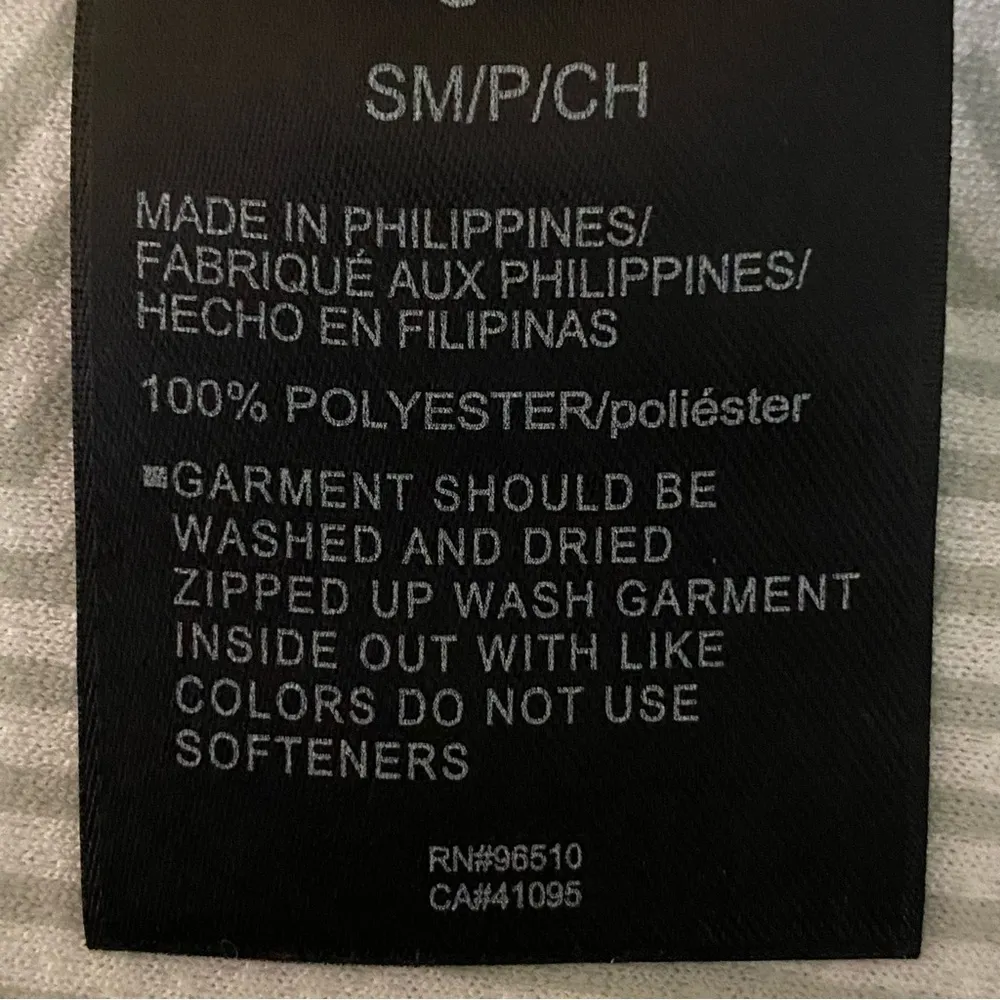 SM/P/CH
MADE IN PHILIPPINES/
FABRIQUÉ AUX PHILIPPINES/
HECHO EN FILIPINAS
100% POLYESTER/poliéster
▪GARMENT SHOULD BE
WASHED AND DRIED
ZIPPED UP WASH GARMENT
INSIDE OUT WITH LIKE
COLORS DO NOT USE
SOFTENERS
RN#96510
CA#41095